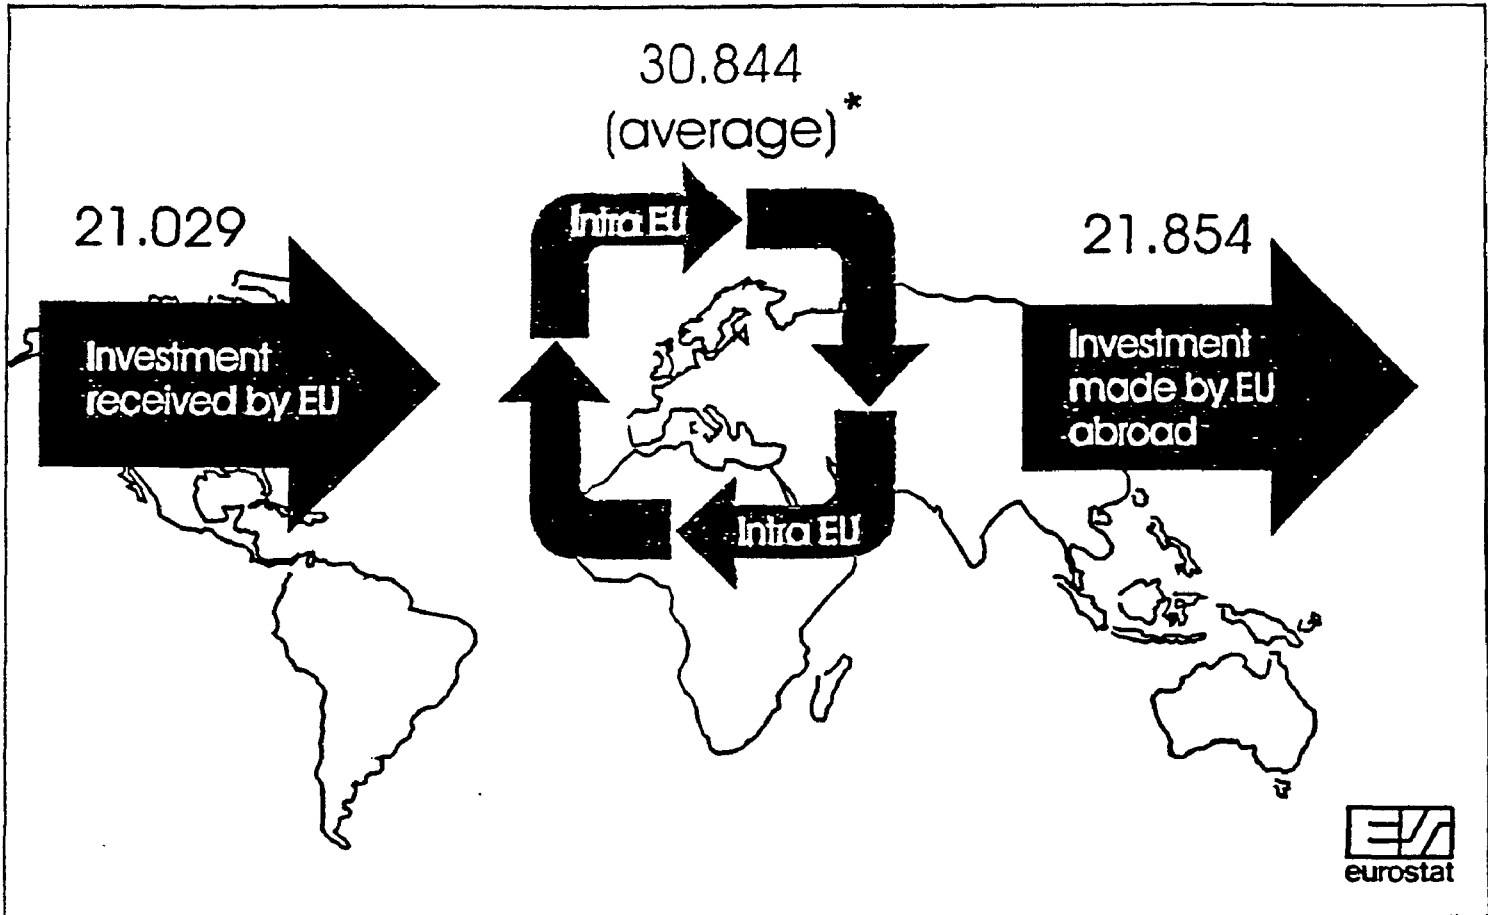 30.844
(average)*
21.029
Intra EU
21.854
Investment
received by EU
Investment
made by EU
abroad
Intra EU
eurostat